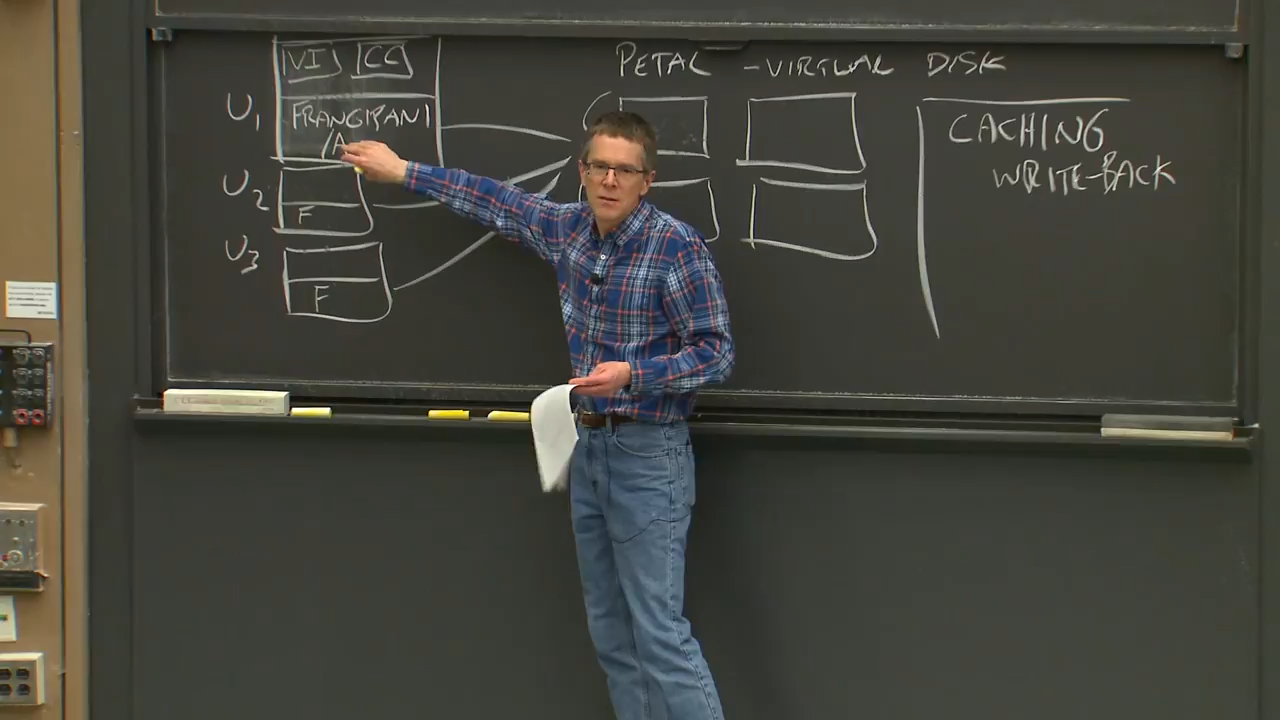 VI CC
U1 FRANGIPANI
/A
U2 F
U3 F
PETAL - VIRTUAL DISK
CACHING
WRITE-BACK